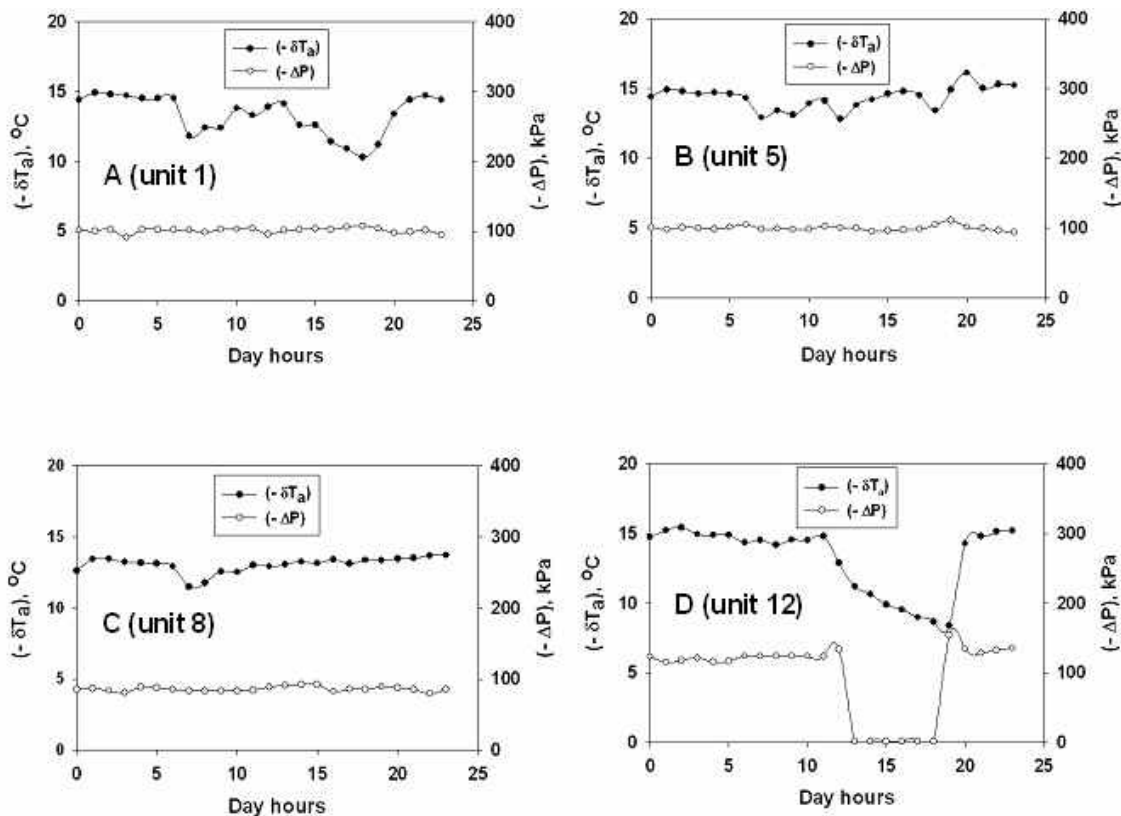 20
15
10
5
0
400
300
200
100
0
(- δTa)
(- ΔP)
A (unit 1)
(- δTa), °C
(- ΔP), kPa
0 5 10 15 20 25
Day hours
20
15
10
5
0
400
300
200
100
0
(- δTa)
(- ΔP)
B (unit 5)
(- δTa), °C
(- ΔP), kPa
0 5 10 15 20 25
Day hours
20
15
10
5
0
400
300
200
100
0
(- δTa)
(- ΔP)
C (unit 8)
(- δTa), °C
(- ΔP), kPa
0 5 10 15 20 25
Day hours
20
15
10
5
0
400
300
200
100
0
(- δTa)
(- ΔP)
D (unit 12)
(- δTa), °C
(- ΔP), kPa
0 5 10 15 20 25
Day hours